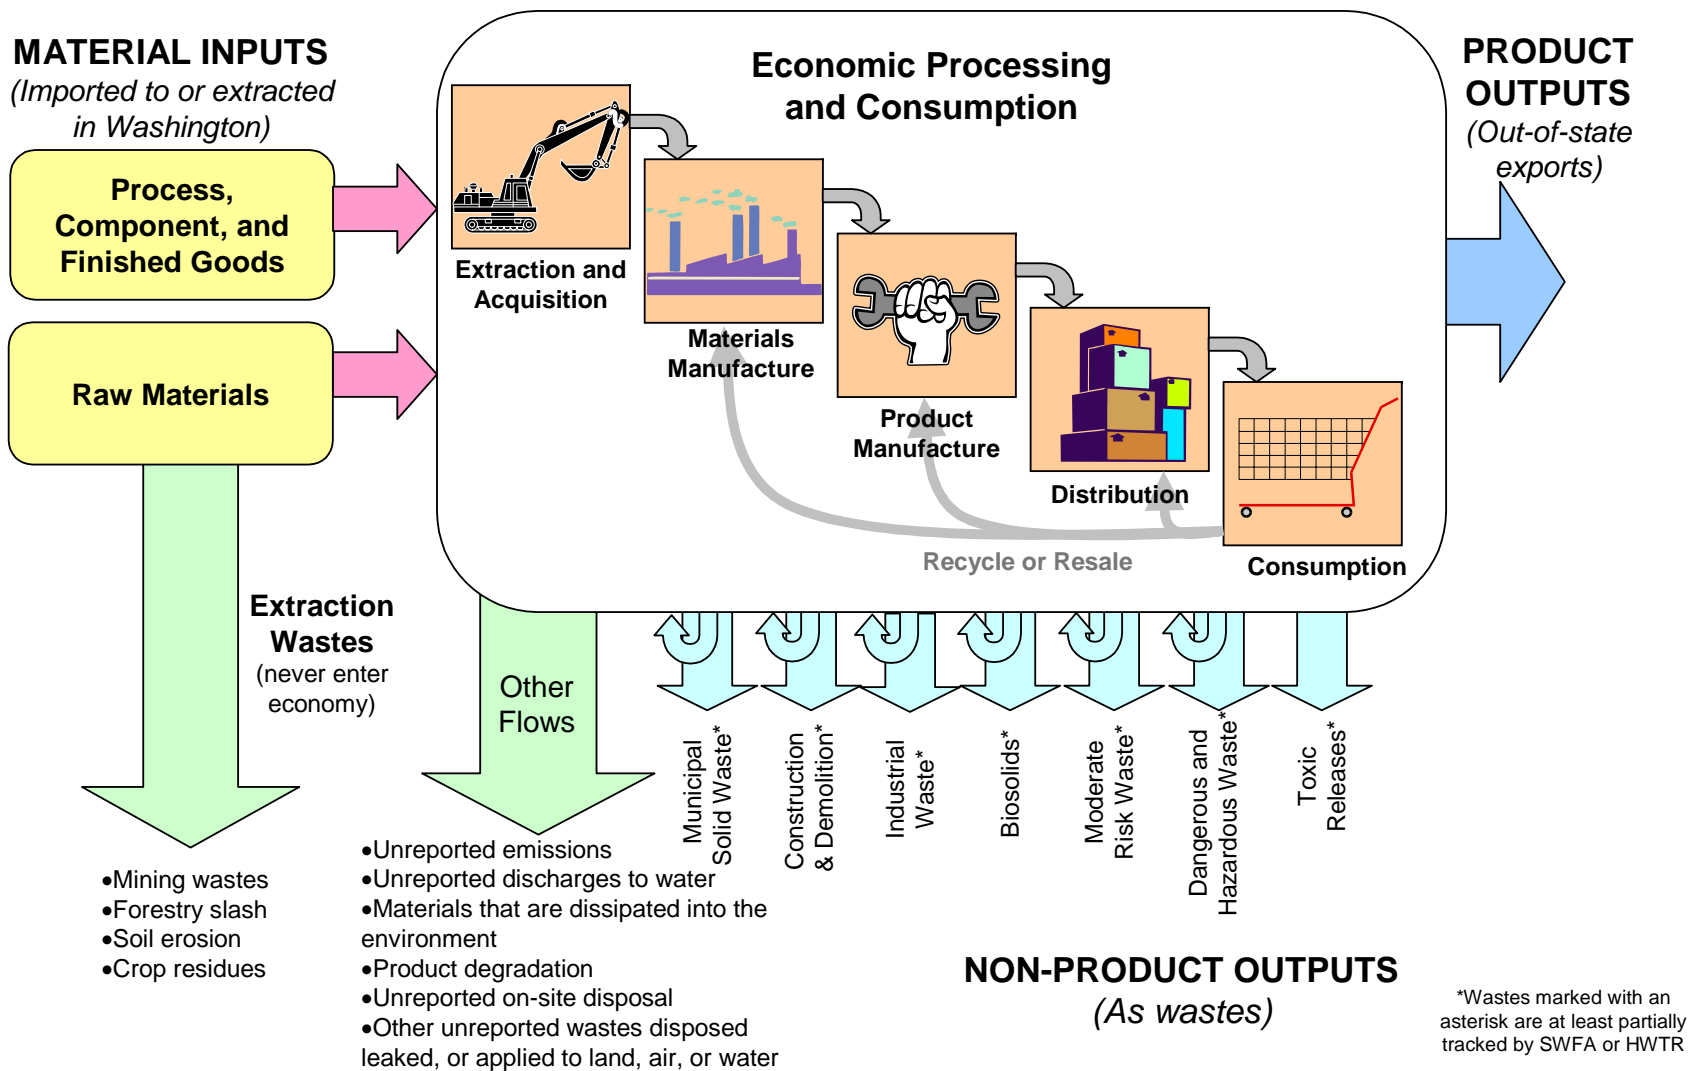 MATERIAL INPUTS
(Imported to or extracted
in Washington)
Process,
Component, and
Finished Goods
Raw Materials
Extraction
Wastes
(never enter
economy)
•Mining wastes
•Forestry slash
•Soil erosion
•Crop residues
Economic Processing
and Consumption
Extraction and
Acquisition
Materials
Manufacture
Product
Manufacture
Distribution
Consumption
Recycle or Resale
PRODUCT
OUTPUTS
(Out-of-state
exports)
Other
Flows
•Unreported emissions
•Unreported discharges to water
•Materials that are dissipated into the
environment
•Product degradation
•Unreported on-site disposal
•Other unreported wastes disposed
leaked, or applied to land, air, or water
Municipal
Solid Waste*
Construction
& Demolition*
Industrial
Waste*
Biosolids*
Moderate
Risk Waste*
Dangerous and
Hazardous Waste*
Toxic
Releases*
NON-PRODUCT OUTPUTS
(As wastes)
*Wastes marked with an
asterisk are at least partially
tracked by SWFA or HWTR